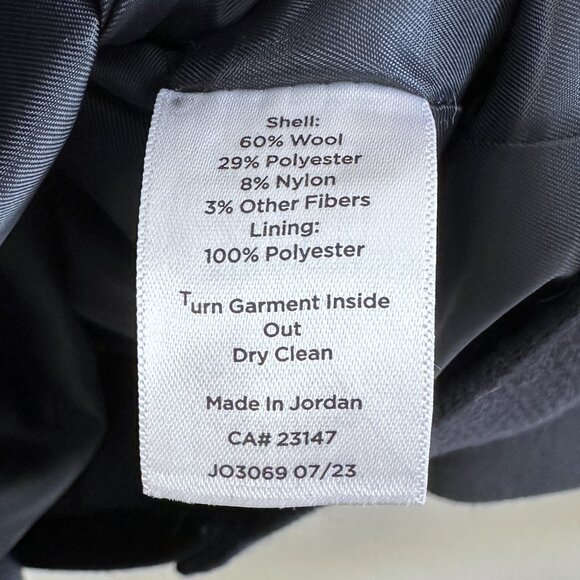 Shell:
60% Wool
29% Polyester
8% Nylon
3% Other Fibers
Lining:
100% Polyester
Turn Garment Inside
Out
Dry Clean
Made In Jordan
CA# 23147
JO3069 07/23